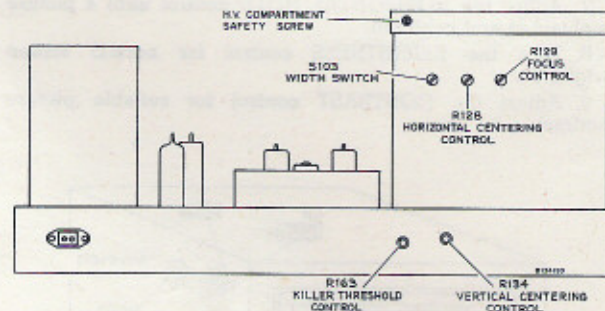 H.V. COMPARTMENT
SAFETY SCREW
S103
WIDTH SWITCH
R129
FOCUS
CONTROL
R128
HORIZONTAL CENTERING
CONTROL
R163
KILLER THRESHOLD
CONTROL
R134
VERTICAL CENTERING
CONTROL